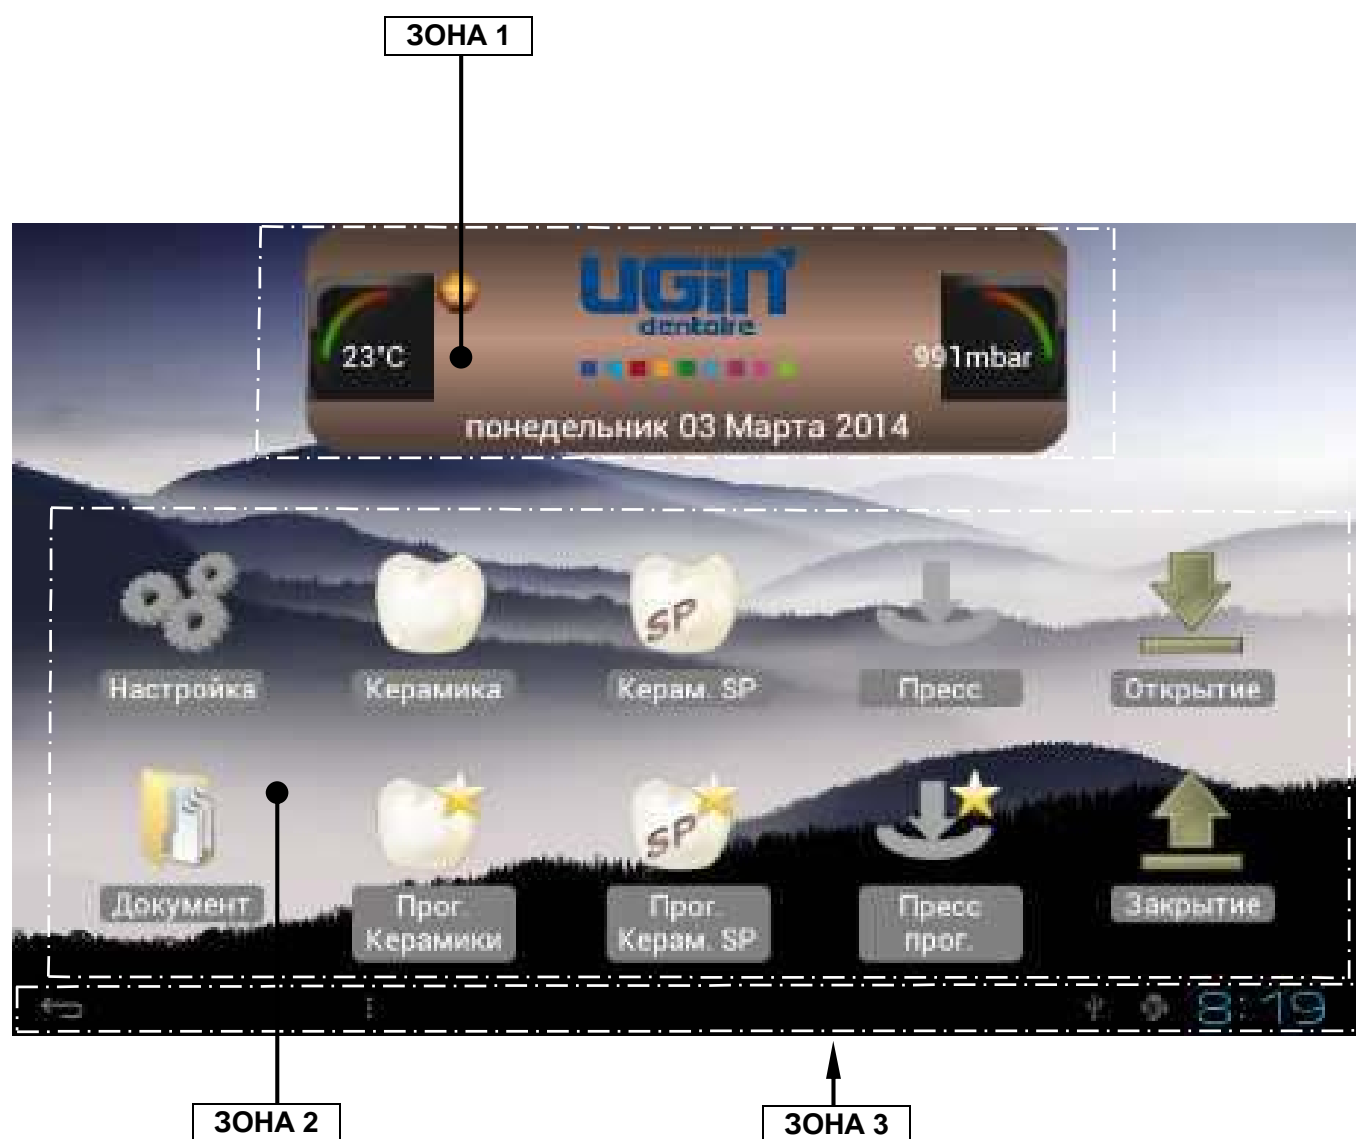 ЗОНА 1
UGiN
dentaire
23°C
991mbar
понедельник 03 Марта 2014
Настройка
Керамика
SP
Керам. SP
Пресс
Открытие
Документ
Прог.
Керамики
SP
Прог.
Керам. SP
Пресс
прог.
Закрытие
8:19
ЗОНА 2
ЗОНА 3